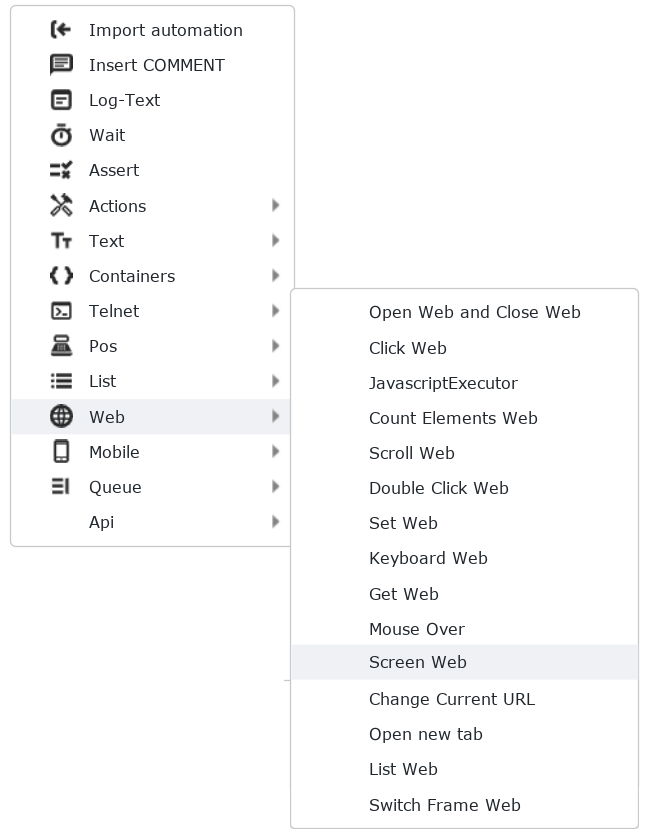 Import automation
Insert COMMENT
Log-Text
Wait
Assert
Actions
Text
Containers
Telnet
Pos
List
Web
Mobile
Queue
Api
Open Web and Close Web
Click Web
JavascriptExecutor
Count Elements Web
Scroll Web
Double Click Web
Set Web
Keyboard Web
Get Web
Mouse Over
Screen Web
Change Current URL
Open new tab
List Web
Switch Frame Web